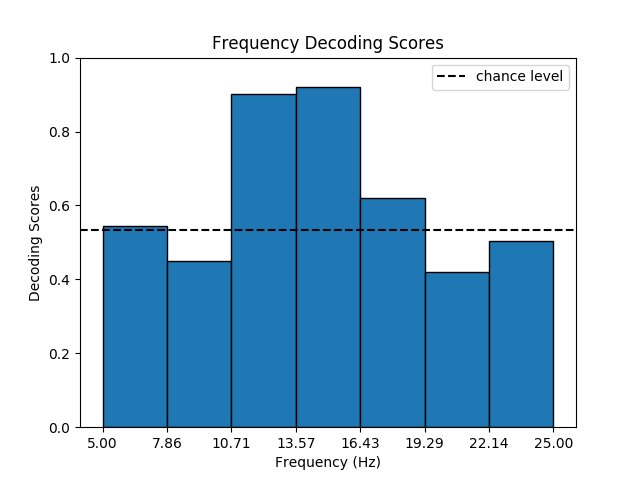 Frequency Decoding Scores
1.0
chance level
0.8
0.6
Decoding Scores
0.4
0.2
0.0
5.00 7.86 10.71 13.57 16.43 19.29 22.14 25.00
Frequency (Hz)